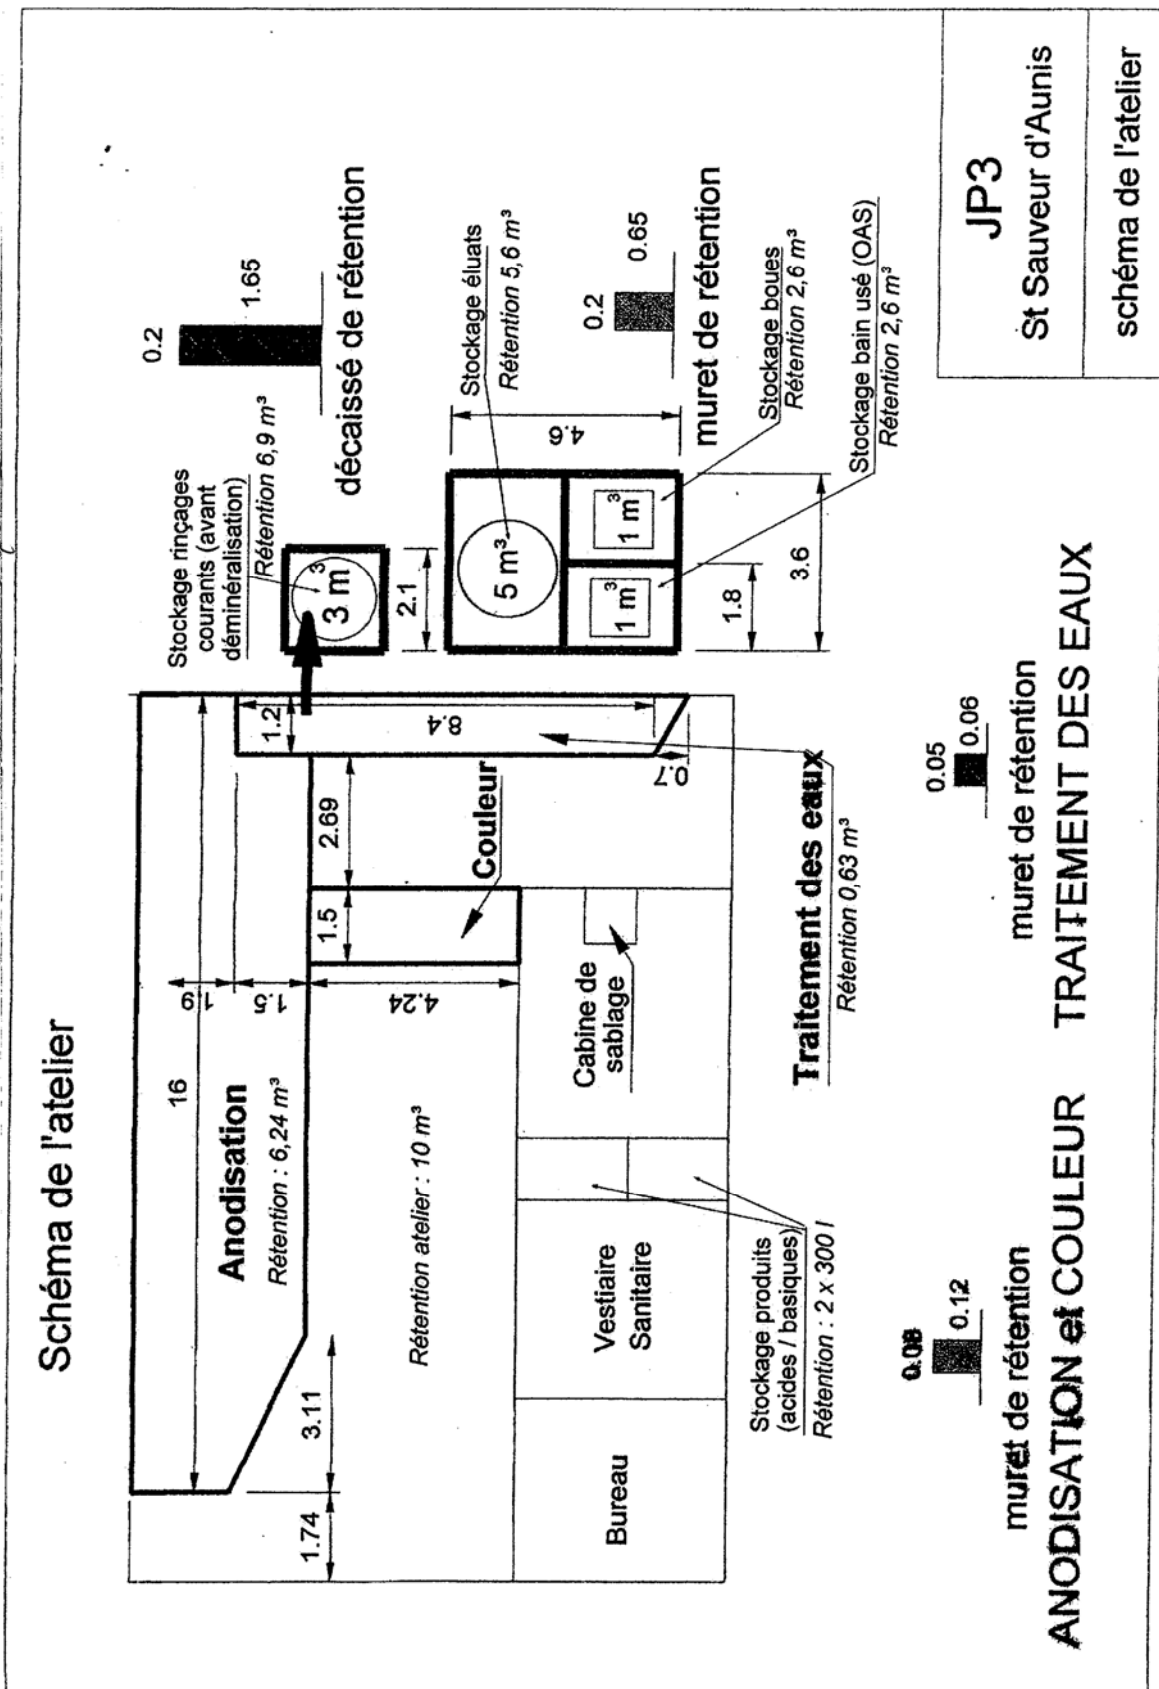 Schéma de l'atelier
16
1.9
1.5
Anodisation
Rétention : 6,24 m³
3.11
1.74
4.24
1.5
2.69
1.2
8.4
0.7
Couleur
Rétention atelier : 10 m³
Bureau
Vestiaire
Sanitaire
Cabine de
sablage
Stockage produits
(acides / basiques)
Rétention : 2 x 300 l
Traitement des eaux
Rétention 0,63 m³
Stockage rinçages
courants (avant
déminéralisation)
Rétention 6,9 m³
3 m³
2.1
0.2
1.65
décaissé de rétention
Stockage éluats
Rétention 5,6 m³
5 m³
1 m³
1 m³
4.6
1.8
3.6
0.2
0.65
muret de rétention
Stockage boues
Rétention 2,6 m³
Stockage bain usé (OAS)
Rétention 2,6 m³
0.08
0.12
muret de rétention
ANODISATION et COULEUR
0.05
0.06
muret de rétention
TRAITEMENT DES EAUX
JP3
St Sauveur d'Aunis
schéma de l'atelier